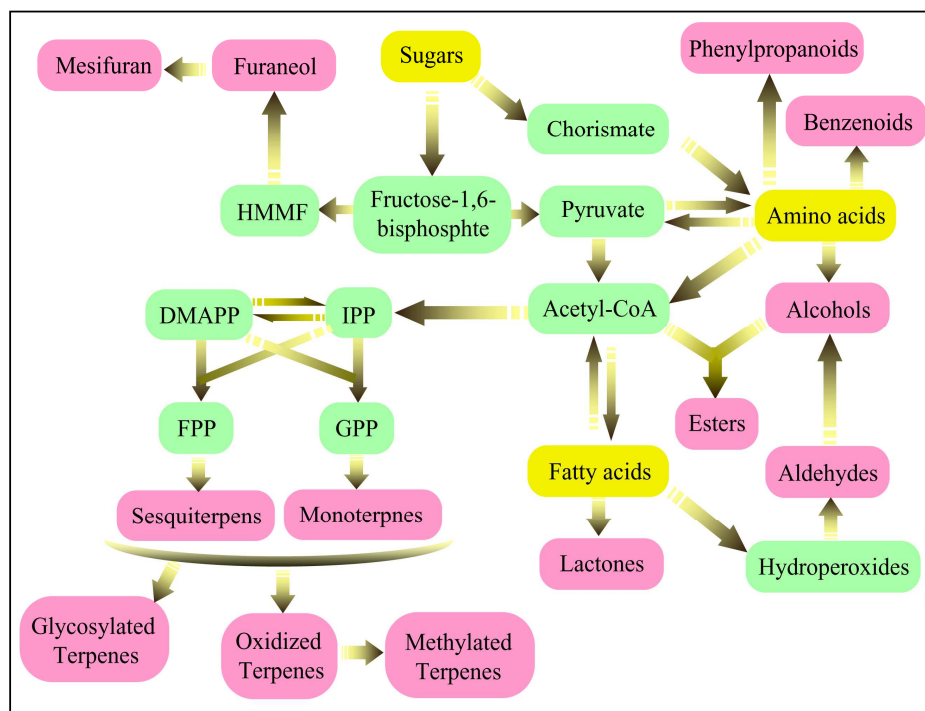 Mesifuran
Furaneol
Sugars
Phenylpropanoids
Benzenoids
Chorismate
HMMF
Fructose-1,6-
bisphosphte
Pyruvate
Amino acids
DMAPP
IPP
Acetyl-CoA
Alcohols
FPP
GPP
Esters
Fatty acids
Aldehydes
Sesquiterpens
Monoterpnes
Lactones
Hydroperoxides
Glycosylated
Terpenes
Oxidized
Terpenes
Methylated
Terpenes